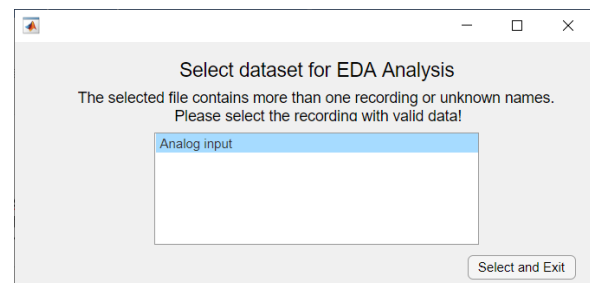 Select dataset for EDA Analysis
The selected file contains more than one recording or unknown names.
Please select the recording with valid data!
Analog input
Select and Exit